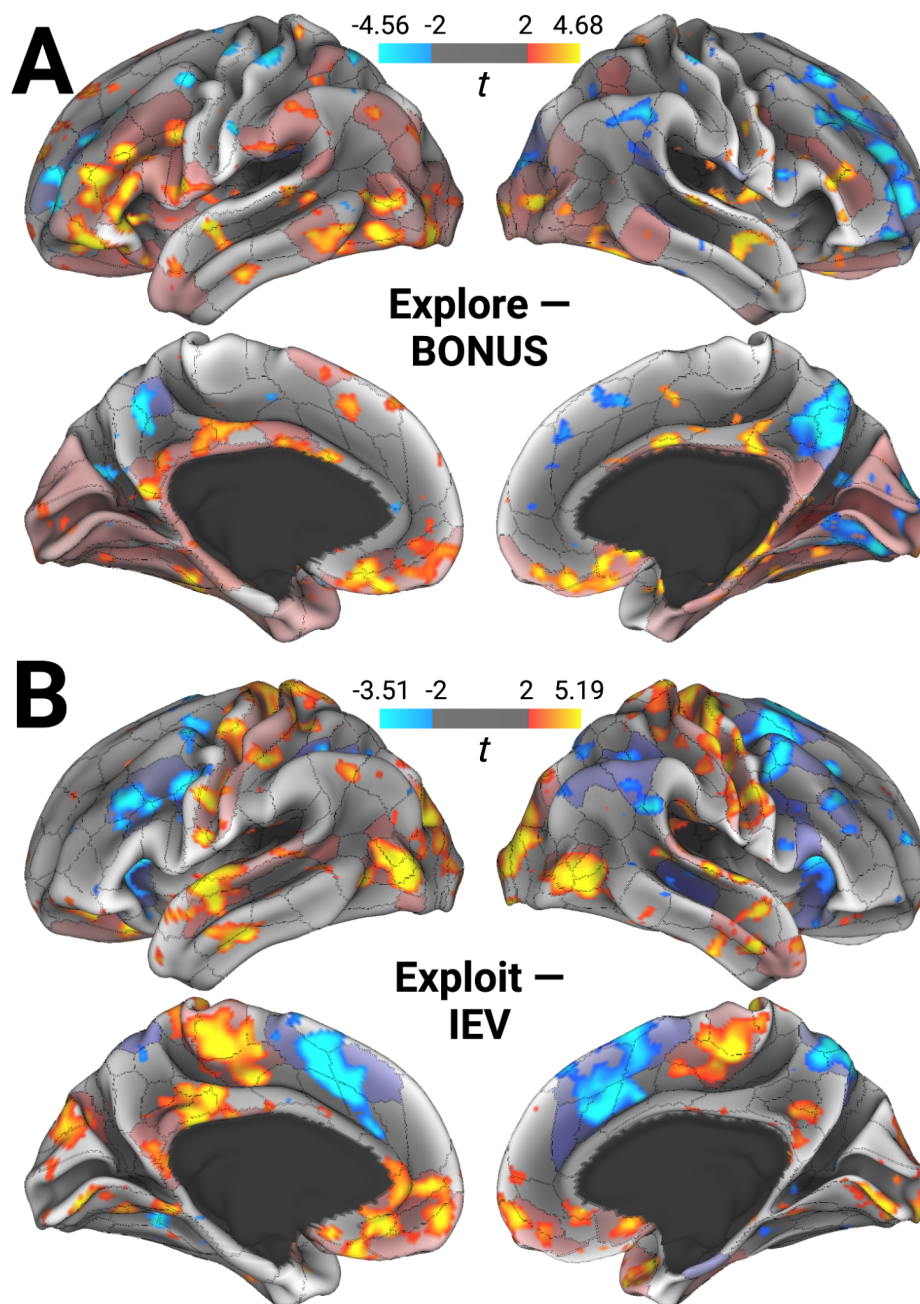 A
-4.56 -2 2 4.68
t
Explore —
BONUS
B
-3.51 -2 2 5.19
t
Exploit —
IEV